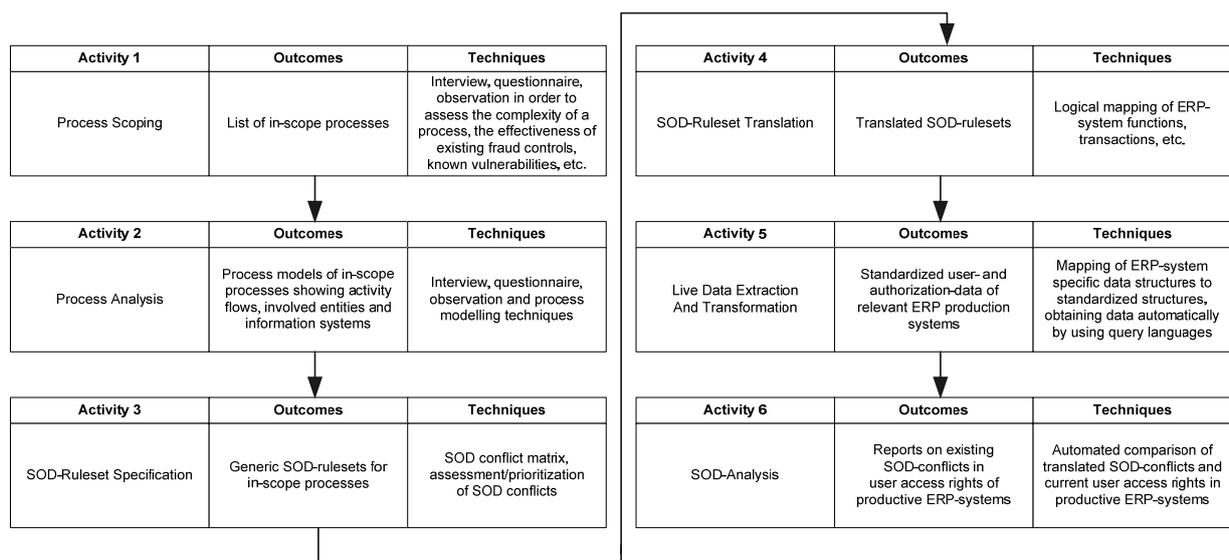 Activity 1
Outcomes
Techniques
Process Scoping
List of in-scope processes
Interview, questionnaire,
observation in order to
assess the complexity of a
process, the effectiveness of
existing fraud controls,
known vulnerabilities, etc.
Activity 2
Outcomes
Techniques
Process Analysis
Process models of in-scope
processes showing activity
flows, involved entities and
information systems
Interview, questionnaire,
observation and process
modelling techniques
Activity 3
Outcomes
Techniques
SOD-Ruleset Specification
Generic SOD-rulesets for
in-scope processes
SOD conflict matrix,
assessment/prioritization
of SOD conflicts
Activity 4
Outcomes
Techniques
SOD-Ruleset Translation
Translated SOD-rulesets
Logical mapping of ERP-
system functions,
transactions, etc.
Activity 5
Outcomes
Techniques
Live Data Extraction
And Transformation
Standardized user- and
authorization-data of
relevant ERP production
systems
Mapping of ERP-system
specific data structures to
standardized structures,
obtaining data automatically
by using query languages
Activity 6
Outcomes
Techniques
SOD-Analysis
Reports on existing
SOD-conflicts in
user access rights of
productive ERP-systems
Automated comparison of
translated SOD-conflicts and
current user access rights in
productive ERP-systems